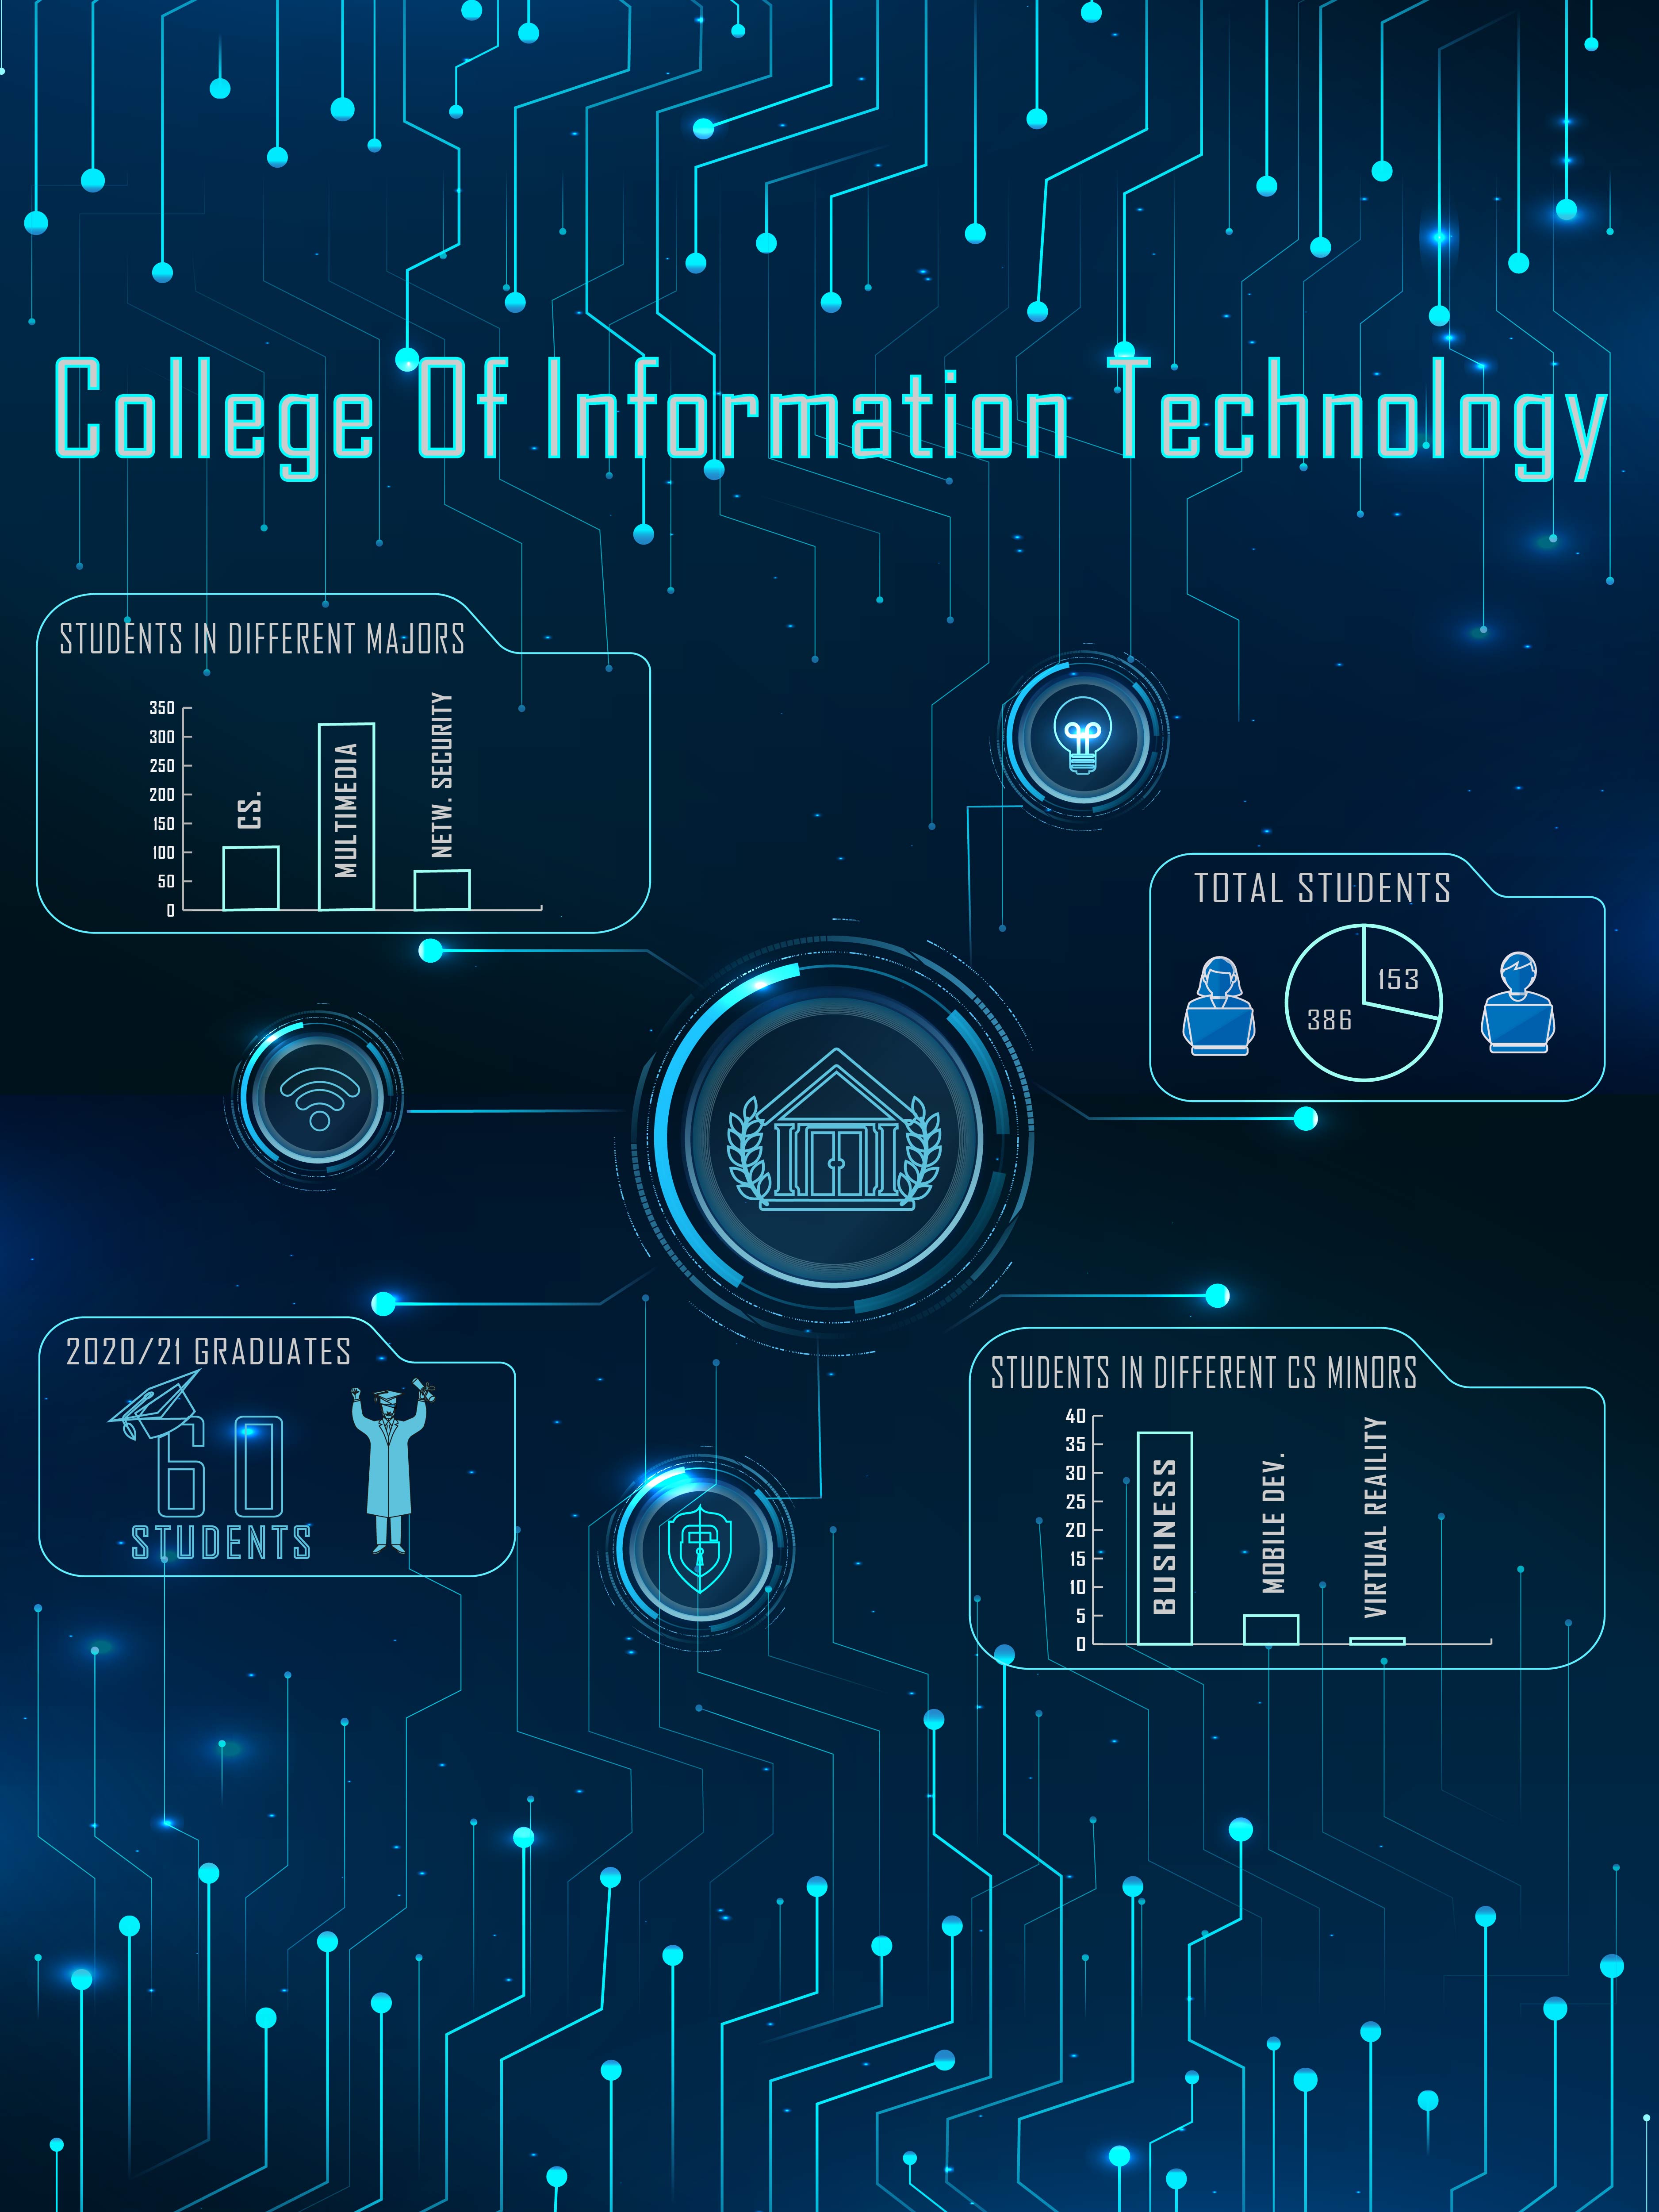 College Of Information Technology
STUDENTS IN DIFFERENT MAJORS
350
300
250
200
150
100
50
0
CS.
MULTIMEDIA
NETW. SECURITY
TOTAL STUDENTS
153
386
2020/21 GRADUATES
60
STUDENTS
STUDENTS IN DIFFERENT CS MINORS
40
35
30
25
20
15
10
5
0
BUSINESS
MOBILE DEV.
VIRTUAL REAILITY